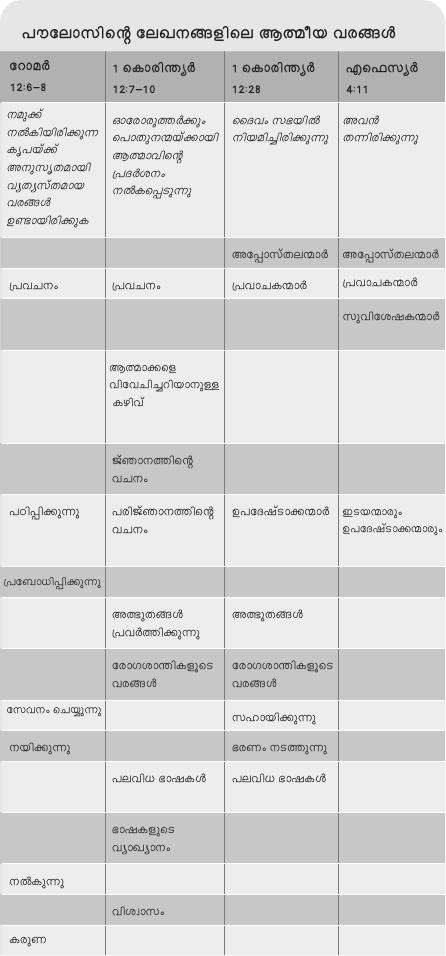 പൗലോസിന്റെ ലേഖനങ്ങളിലെ ആത്മീയ വരങ്ങൾ
റോമർ
12:6–8
1 കൊരിന്ത്യർ
12:7–10
1 കൊരിന്ത്യർ
12:28
എഫെസ്യർ
4:11
നമുക്ക്
നൽകിയിരിക്കുന്ന
കൃപയ്ക്ക്
അനുസൃതമായി
വ്യത്യസ്തമായ
വരങ്ങൾ
ഉണ്ടായിരിക്കുക
ഓരോരുത്തർക്കും
പൊതുനന്മയ്ക്കായി
ആത്മാവിന്റെ
പ്രദർശനം
നൽകപ്പെടുന്നു
ദൈവം സഭയിൽ
നിയമിച്ചിരിക്കുന്നു
അവൻ
തന്നിരിക്കുന്നു
അപ്പോസ്തലന്മാർ
അപ്പോസ്തലന്മാർ
പ്രവചനം
പ്രവചനം
പ്രവാചകന്മാർ
പ്രവാചകന്മാർ
സുവിശേഷകന്മാർ
ആത്മാക്കളെ
വിവേചിച്ചറിയാനുള്ള
കഴിവ്
ജ്ഞാനത്തിന്റെ
വചനം
പഠിപ്പിക്കുന്നു
പരിജ്ഞാനത്തിന്റെ
വചനം
ഉപദേഷ്ടാക്കന്മാർ
ഇടയന്മാരും
ഉപദേഷ്ടാക്കന്മാരും
പ്രബോധിപ്പിക്കുന്നു
അത്ഭുതങ്ങൾ
പ്രവർത്തിക്കുന്നു
അത്ഭുതങ്ങൾ
രോഗശാന്തികളുടെ
വരങ്ങൾ
രോഗശാന്തികളുടെ
വരങ്ങൾ
സേവനം ചെയ്യുന്നു
സഹായിക്കുന്നു
നയിക്കുന്നു
ഭരണം നടത്തുന്നു
പലവിധ ഭാഷകൾ
പലവിധ ഭാഷകൾ
ഭാഷകളുടെ
വ്യാഖ്യാനം
നൽകുന്നു
വിശ്വാസം
കരുണ